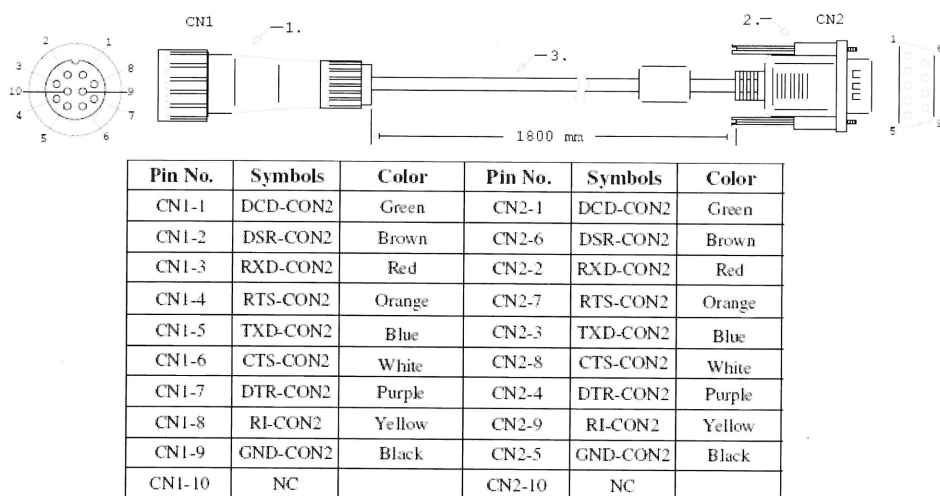 CN1
1.
2.
CN2
2
1
3
8
10
9
4
7
5
6
3.
1
6
5
9
1800 mm
Pin No. Symbols Color Pin No. Symbols Color
CN1-1 DCD-CON2 Green CN2-1 DCD-CON2 Green
CN1-2 DSR-CON2 Brown CN2-6 DSR-CON2 Brown
CN1-3 RXD-CON2 Red CN2-2 RXD-CON2 Red
CN1-4 RTS-CON2 Orange CN2-7 RTS-CON2 Orange
CN1-5 TXD-CON2 Blue CN2-3 TXD-CON2 Blue
CN1-6 CTS-CON2 White CN2-8 CTS-CON2 White
CN1-7 DTR-CON2 Purple CN2-4 DTR-CON2 Purple
CN1-8 RI-CON2 Yellow CN2-9 RI-CON2 Yellow
CN1-9 GND-CON2 Black CN2-5 GND-CON2 Black
CN1-10 NC CN2-10 NC